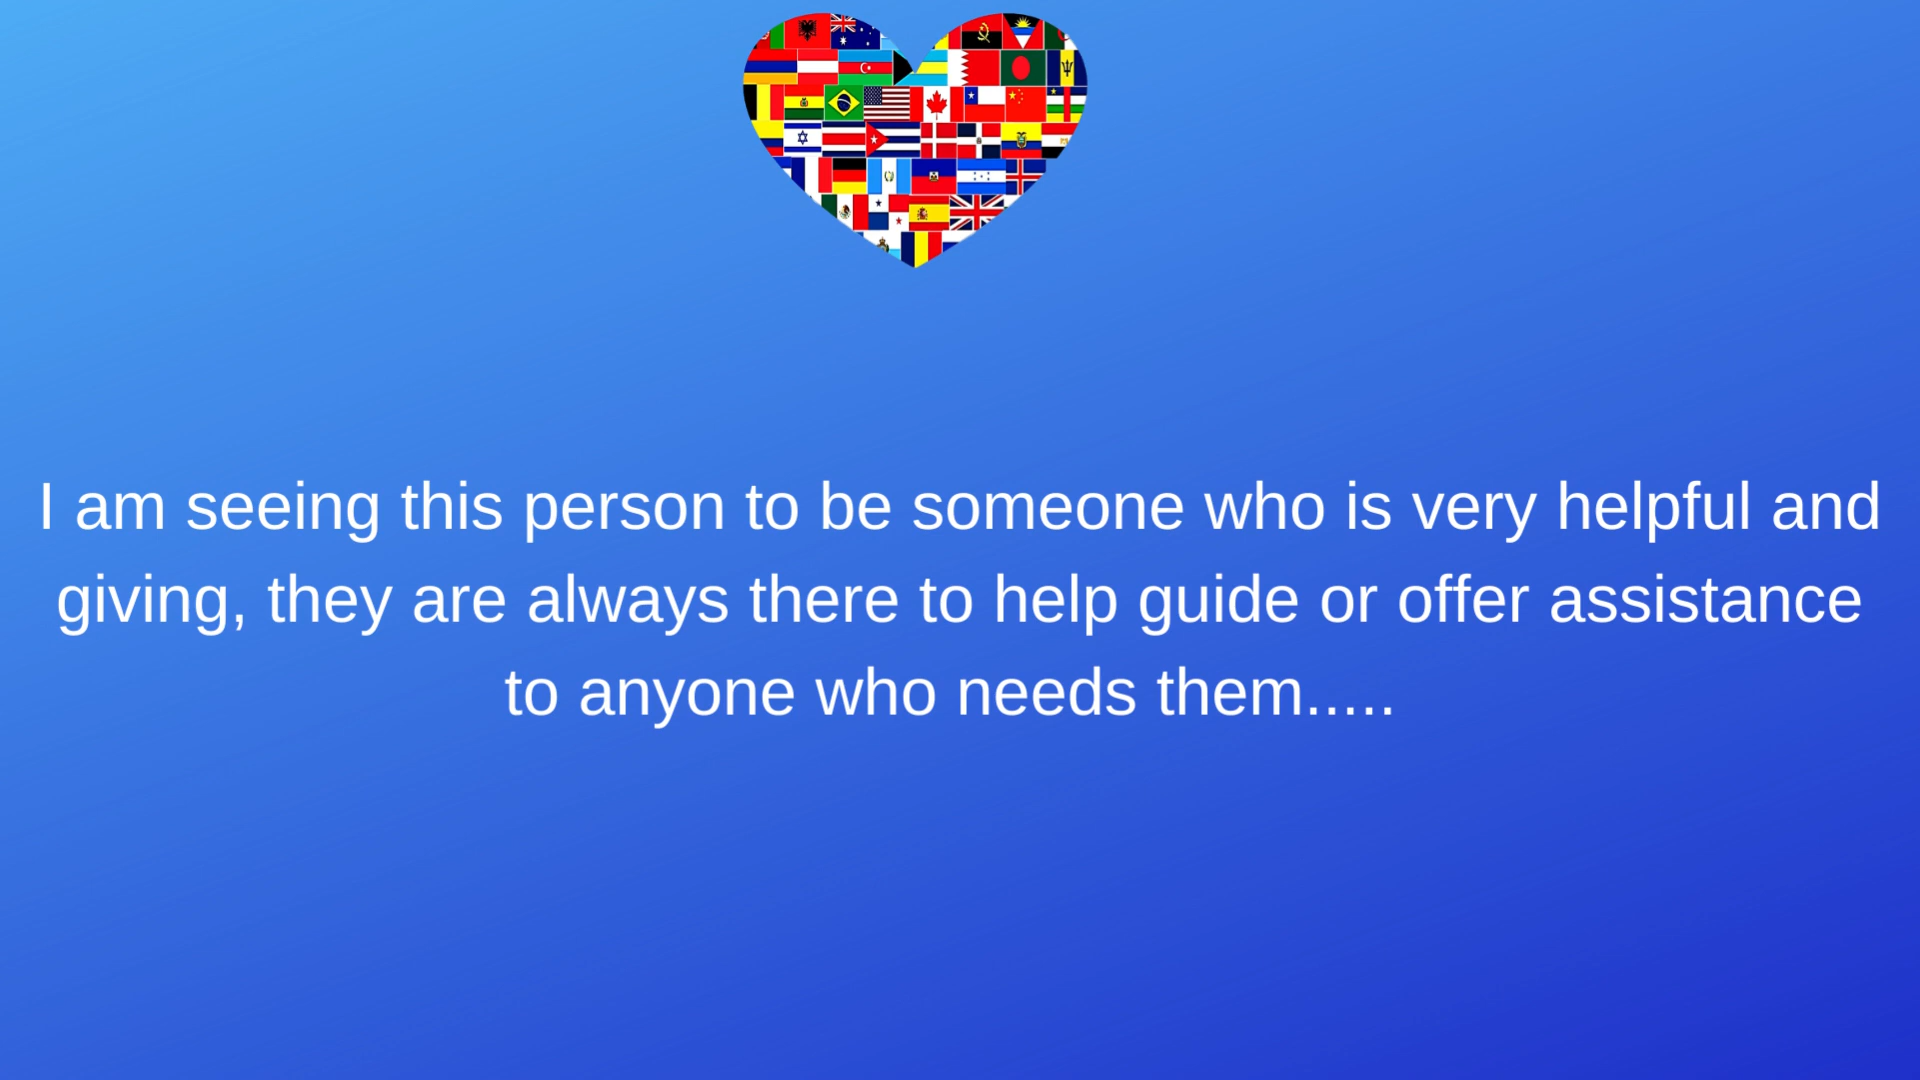 I am seeing this person to be someone who is very helpful and
giving, they are always there to help guide or offer assistance
to anyone who needs them.....